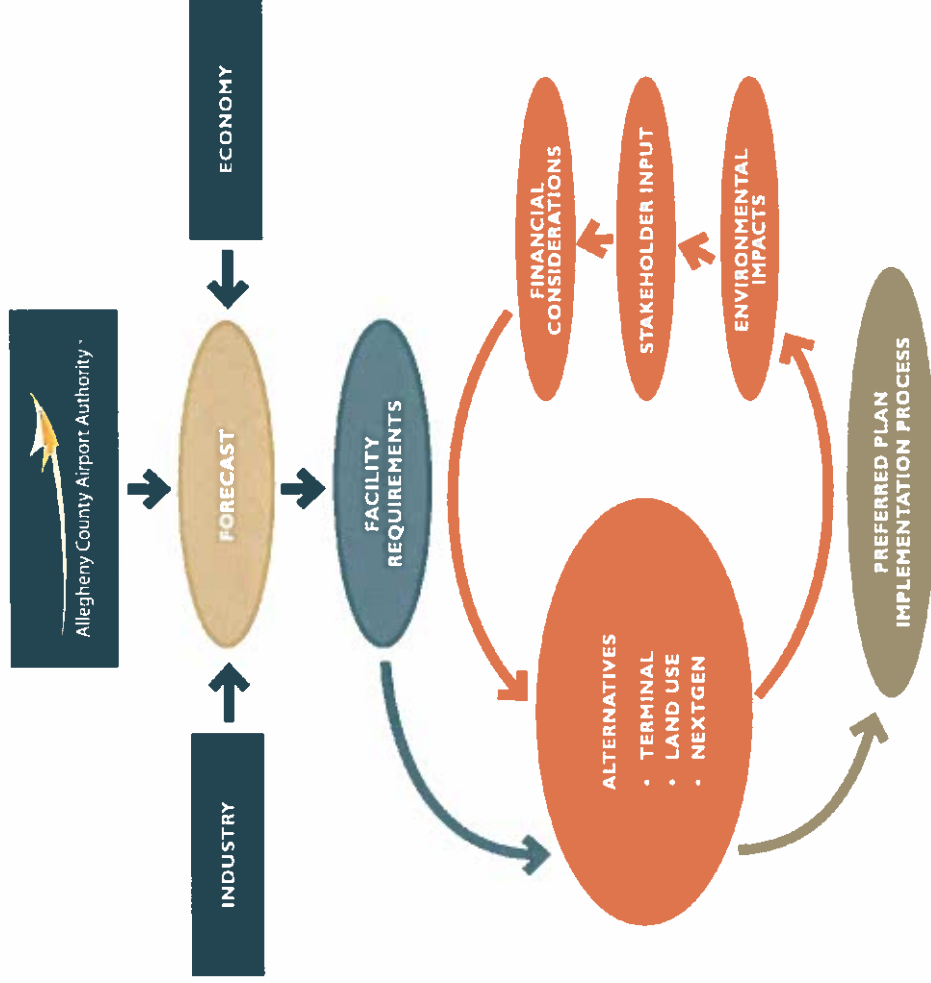 Allegheny County Airport Authority
INDUSTRY
FORECAST
ECONOMY
FACILITY
REQUIREMENTS
ALTERNATIVES
• TERMINAL
• LAND USE
• NEXTGEN
FINANCIAL
CONSIDERATIONS
STAKEHOLDER INPUT
ENVIRONMENTAL
IMPACTS
PREFERRED PLAN
IMPLEMENTATION PROCESS